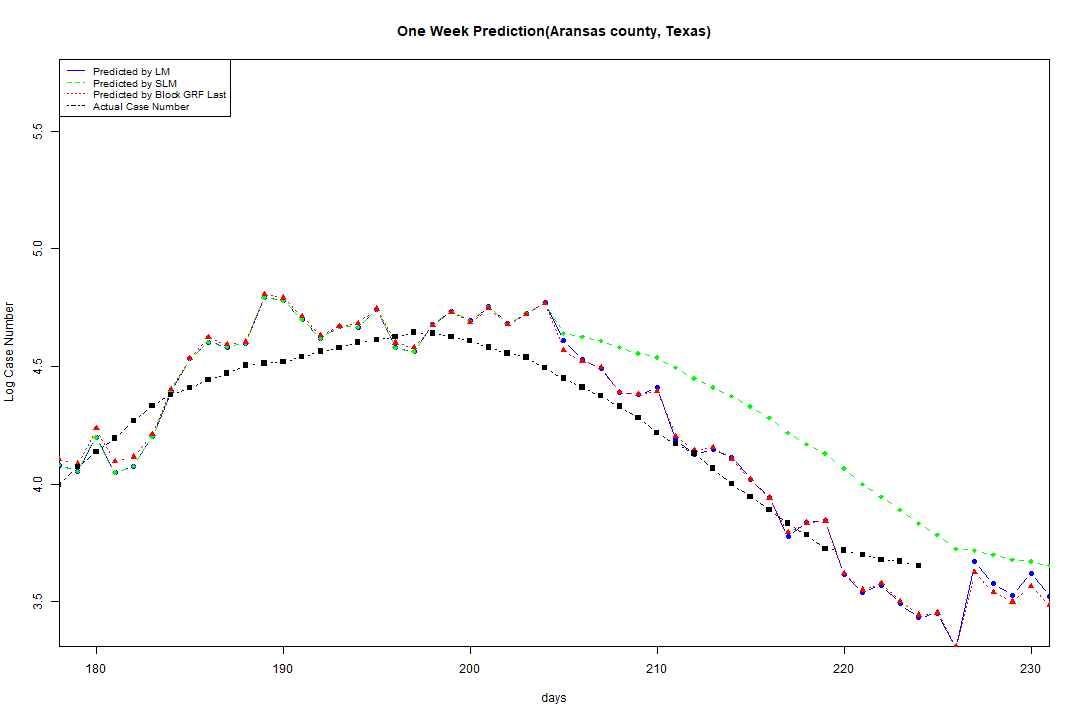 One Week Prediction(Aransas county, Texas)
Predicted by LM
Predicted by SLM
Predicted by Block GRF Last
Actual Case Number
5.5
5.0
4.5
4.0
3.5
Log Case Number
180 190 200 210 220 230
days